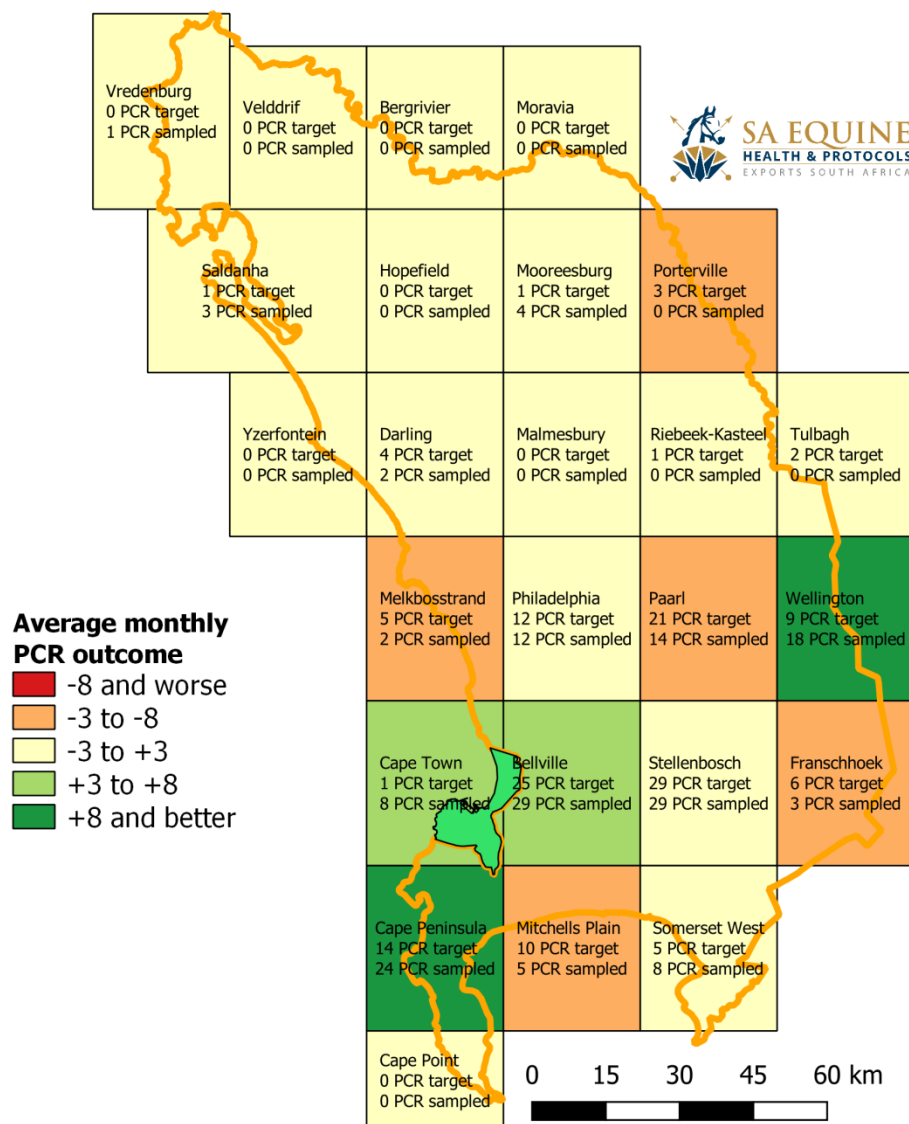 Vredenburg
0 PCR target
1 PCR sampled
Velddrif
0 PCR target
0 PCR sampled
Bergrivier
0 PCR target
0 PCR sampled
Moravia
0 PCR target
0 PCR sampled
SA EQUINE
HEALTH & PROTOCOLS
EXPORTS SOUTH AFRICA
Saldanha
1 PCR target
3 PCR sampled
Hopefield
0 PCR target
0 PCR sampled
Mooreesburg
1 PCR target
4 PCR sampled
Porterville
3 PCR target
0 PCR sampled
Yzerfontein
0 PCR target
0 PCR sampled
Darling
4 PCR target
2 PCR sampled
Malmesbury
0 PCR target
0 PCR sampled
Riebeek-Kasteel
1 PCR target
0 PCR sampled
Tulbagh
2 PCR target
0 PCR sampled
Melkbosstrand
5 PCR target
2 PCR sampled
Philadelphia
12 PCR target
12 PCR sampled
Paarl
21 PCR target
14 PCR sampled
Wellington
9 PCR target
18 PCR sampled
Average monthly
PCR outcome
-8 and worse
-3 to -8
-3 to +3
+3 to +8
+8 and better
Cape Town
1 PCR target
8 PCR sampled
Bellville
25 PCR target
29 PCR sampled
Stellenbosch
29 PCR target
29 PCR sampled
Franschhoek
6 PCR target
3 PCR sampled
Cape Peninsula
14 PCR target
24 PCR sampled
Mitchells Plain
10 PCR target
5 PCR sampled
Somerset West
5 PCR target
8 PCR sampled
Cape Point
0 PCR target
0 PCR sampled
0 15 30 45 60 km